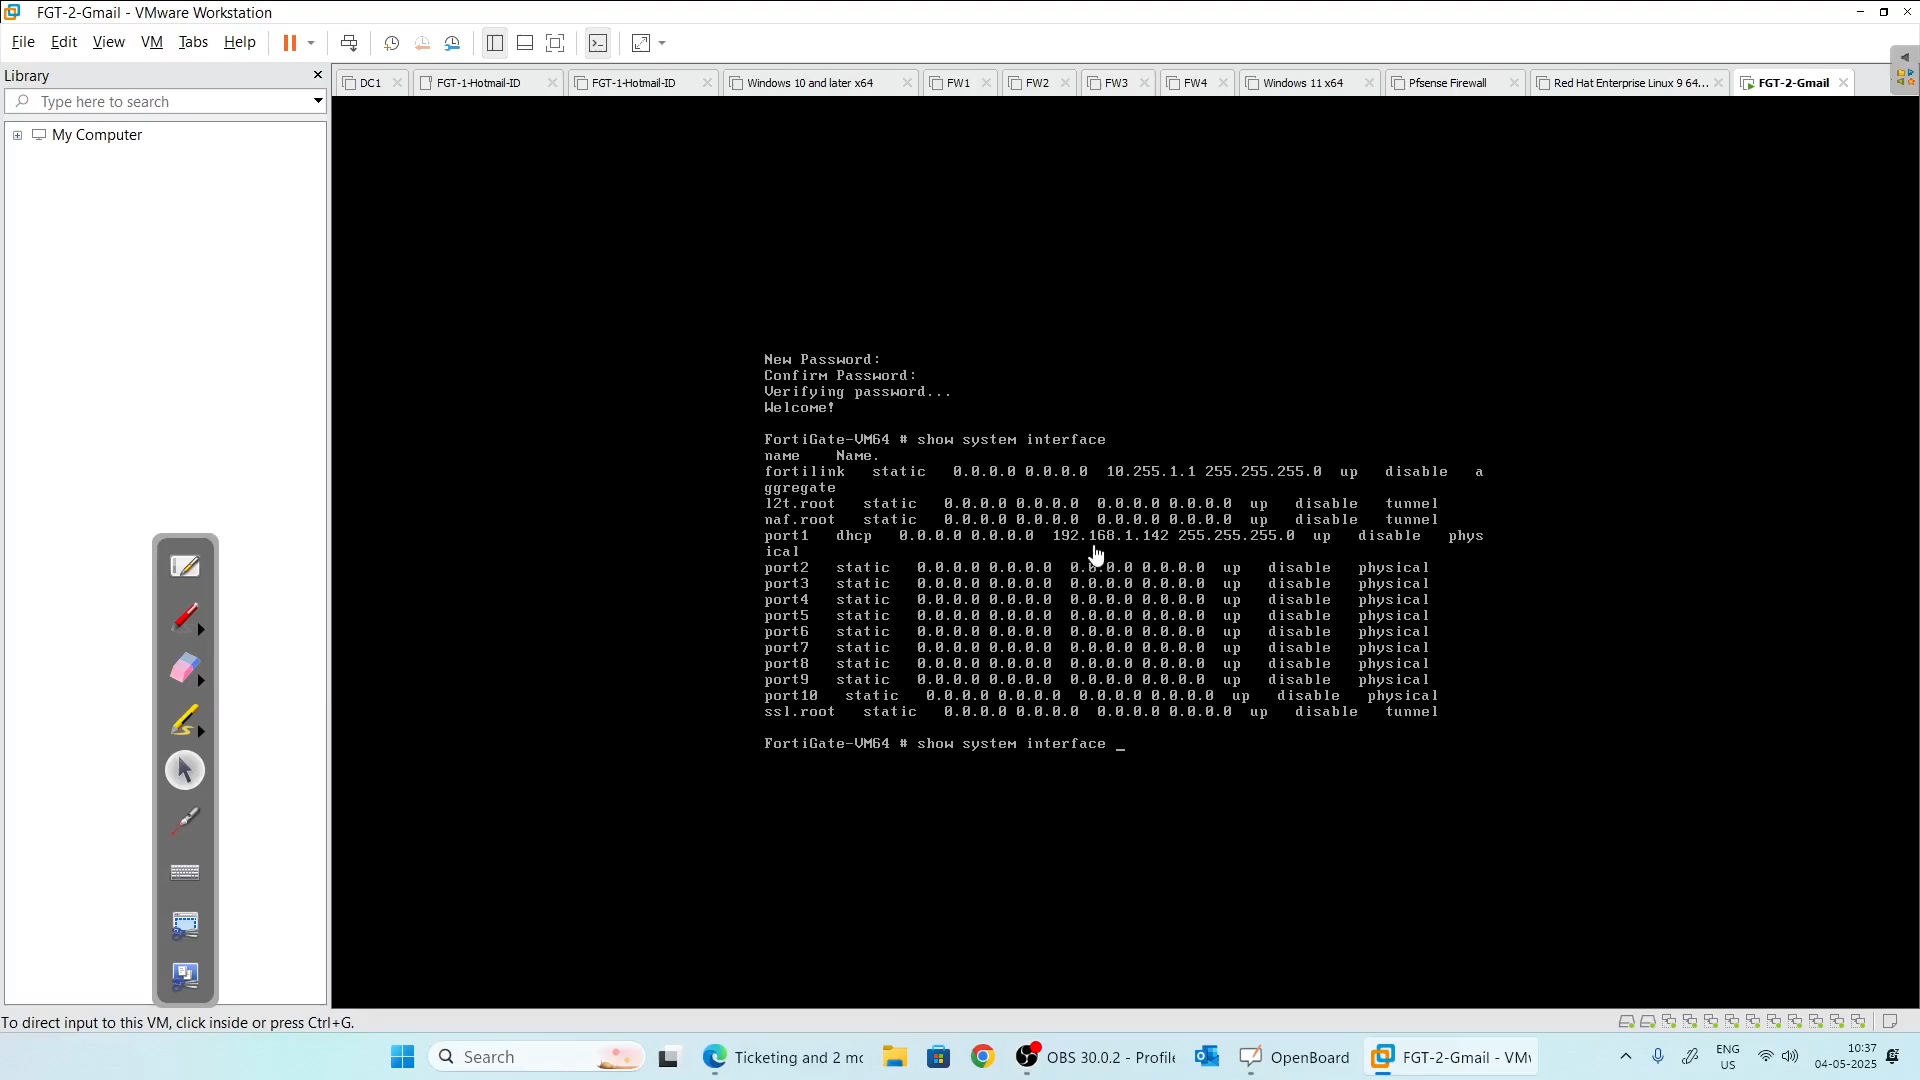 FGT-2-Gmail - VMware Workstation
File Edit View VM Tabs Help
Library
Type here to search
My Computer
DC1 FGT-1-Hotmail-ID FGT-1-Hotmail-ID Windows 10 and later x64 FW1 FW2 FW3 FW4 Windows 11 x64 Pfsense Firewall Red Hat Enterprise Linux 9 64... FGT-2-Gmail
New Password:
Confirm Password:
Verifying password...
Welcome!
FortiGate-VM64 # show system interface
name Name.
fortilink static 0.0.0.0 0.0.0.0 10.255.1.1 255.255.255.0 up disable a
ggregate
l2t.root static 0.0.0.0 0.0.0.0 0.0.0.0 0.0.0.0 up disable tunnel
naf.root static 0.0.0.0 0.0.0.0 0.0.0.0 0.0.0.0 up disable tunnel
port1 dhcp 0.0.0.0 0.0.0.0 192.168.1.142 255.255.255.0 up disable phys
ical
port2 static 0.0.0.0 0.0.0.0 0.0.0.0 0.0.0.0 up disable physical
port3 static 0.0.0.0 0.0.0.0 0.0.0.0 0.0.0.0 up disable physical
port4 static 0.0.0.0 0.0.0.0 0.0.0.0 0.0.0.0 up disable physical
port5 static 0.0.0.0 0.0.0.0 0.0.0.0 0.0.0.0 up disable physical
port6 static 0.0.0.0 0.0.0.0 0.0.0.0 0.0.0.0 up disable physical
port7 static 0.0.0.0 0.0.0.0 0.0.0.0 0.0.0.0 up disable physical
port8 static 0.0.0.0 0.0.0.0 0.0.0.0 0.0.0.0 up disable physical
port9 static 0.0.0.0 0.0.0.0 0.0.0.0 0.0.0.0 up disable physical
port10 static 0.0.0.0 0.0.0.0 0.0.0.0 0.0.0.0 up disable physical
ssl.root static 0.0.0.0 0.0.0.0 0.0.0.0 0.0.0.0 up disable tunnel
FortiGate-VM64 # show system interface _
To direct input to this VM, click inside or press Ctrl+G.
Search Ticketing and 2 mo OBS 30.0.2 - Profile OpenBoard FGT-2-Gmail - VMw
ENG
US
10:37
04-05-2025